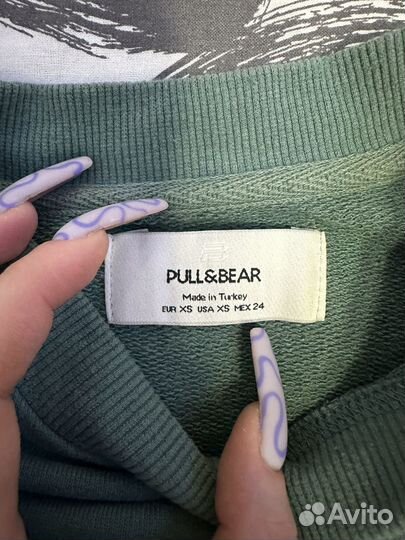 PULL&BEAR
Made in Turkey
EUR XS USA XS MEX 24
Avito